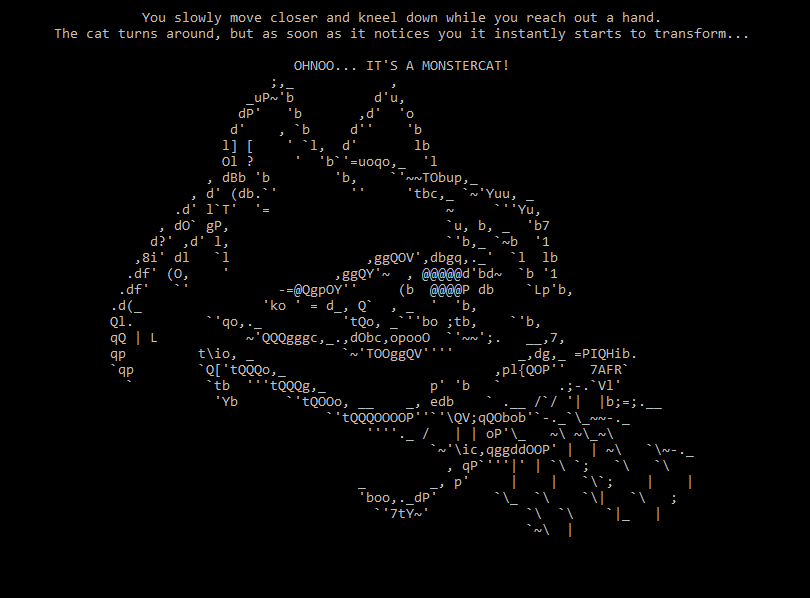 You slowly move closer and kneel down while you reach out a hand.
The cat turns around, but as soon as it notices you it instantly starts to transform...
OHNOO... IT'S A MONSTERCAT!